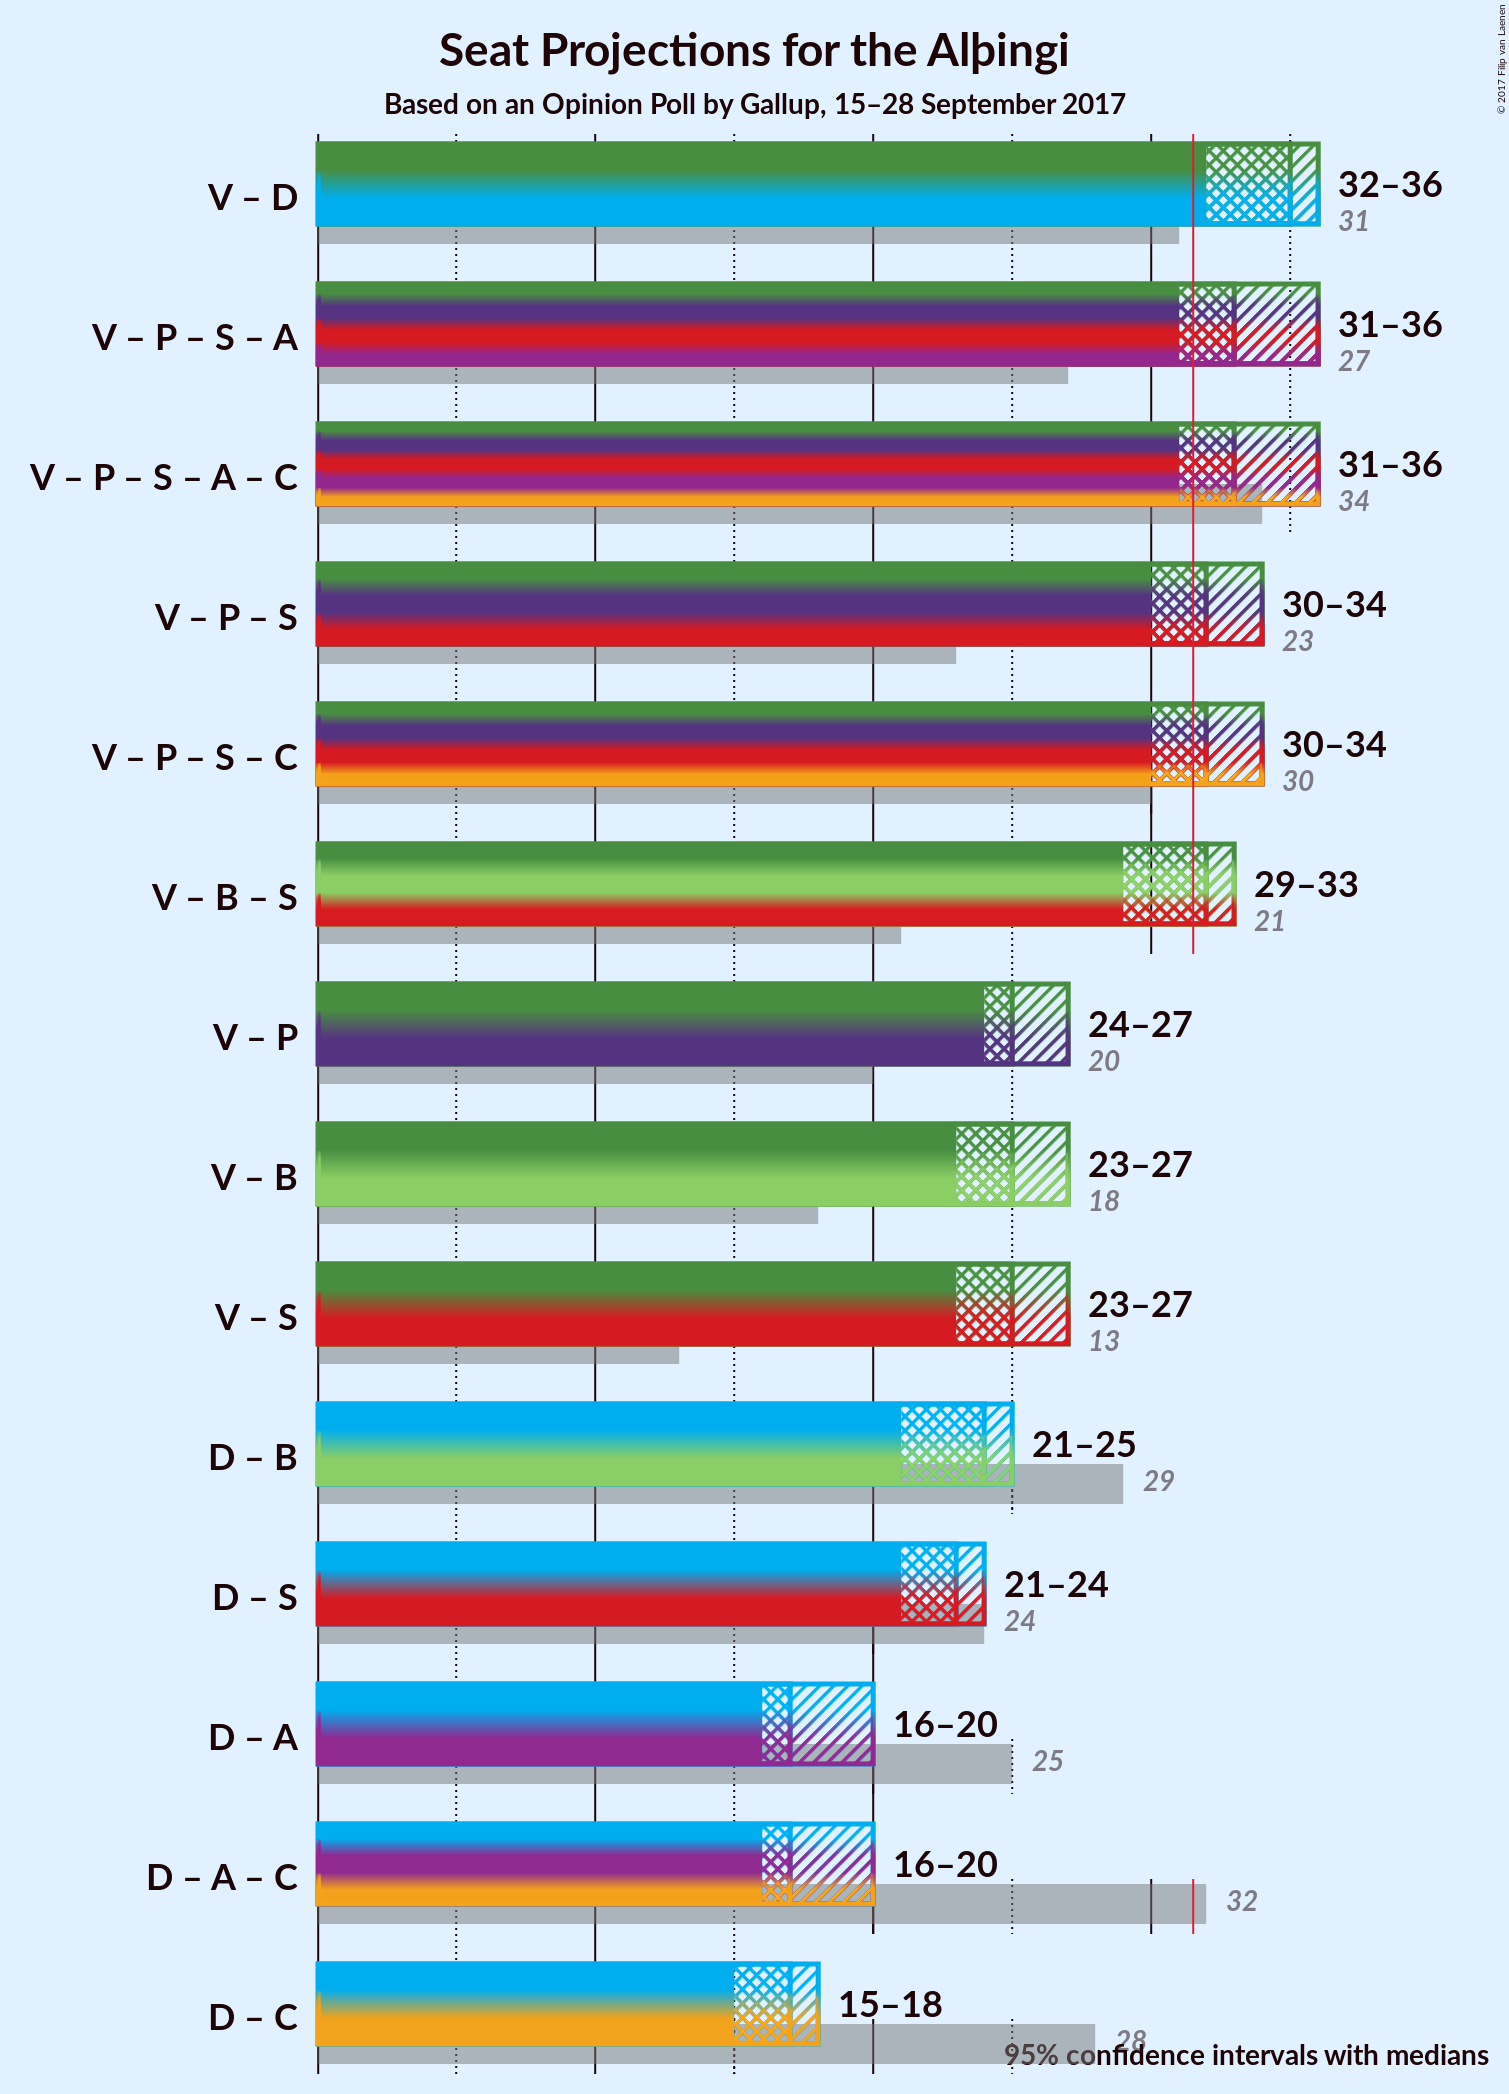 Seat Projections for the Alþingi
Based on an Opinion Poll by Gallup, 15–28 September 2017
© 2017 Filip van Laenen
V – D
32–36
31
V – P – S – A
31–36
27
V – P – S – A – C
31–36
34
V – P – S
30–34
23
V – P – S – C
30–34
30
V – B – S
29–33
21
V – P
24–27
20
V – B
23–27
18
V – S
23–27
13
D – B
21–25
29
D – S
21–24
24
D – A
16–20
25
D – A – C
16–20
32
D – C
15–18
28
95% confidence intervals with medians